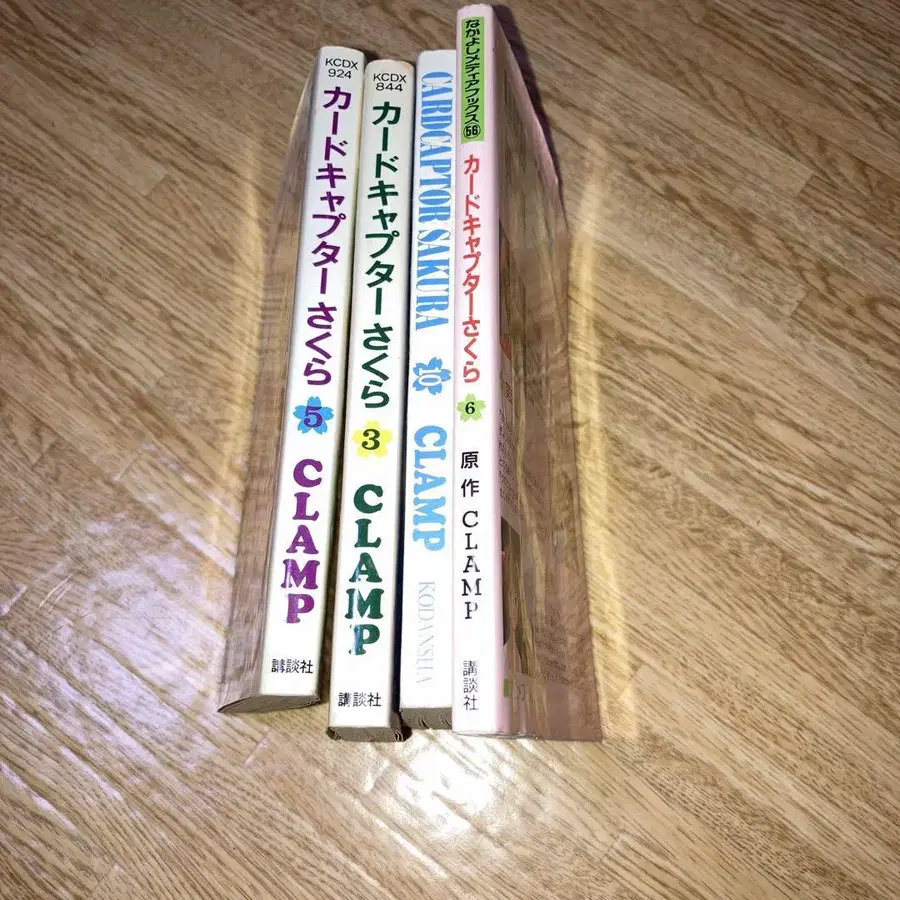 KCDX
924
カードキャプターさくら
5
CLAMP
講談社
KCDX
844
カードキャプターさくら
3
CLAMP
講談社
CARDCAPTOR SAKURA
10
CLAMP
KODANSHA
なかよしメディアブックス56
カードキャプターさくら
6
原作 CLAMP
講談社